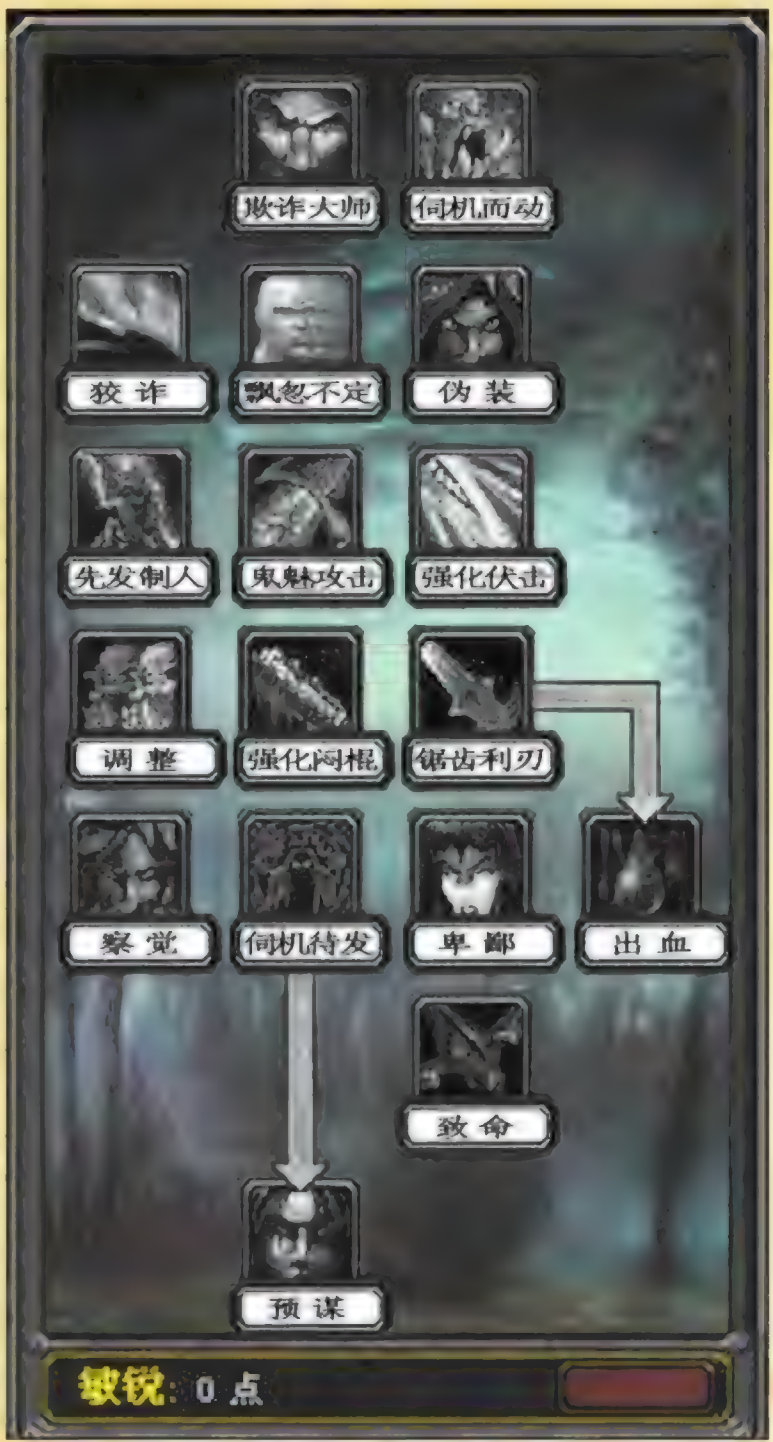 欺诈大师 伺机而动
狡诈 飘忽不定 伪装
先发制人 鬼魅攻击 强化伏击
调整 强化闷棍 锯齿利刃
察觉 伺机待发 卑鄙 出血
致命
预谋
敏锐: 0 点